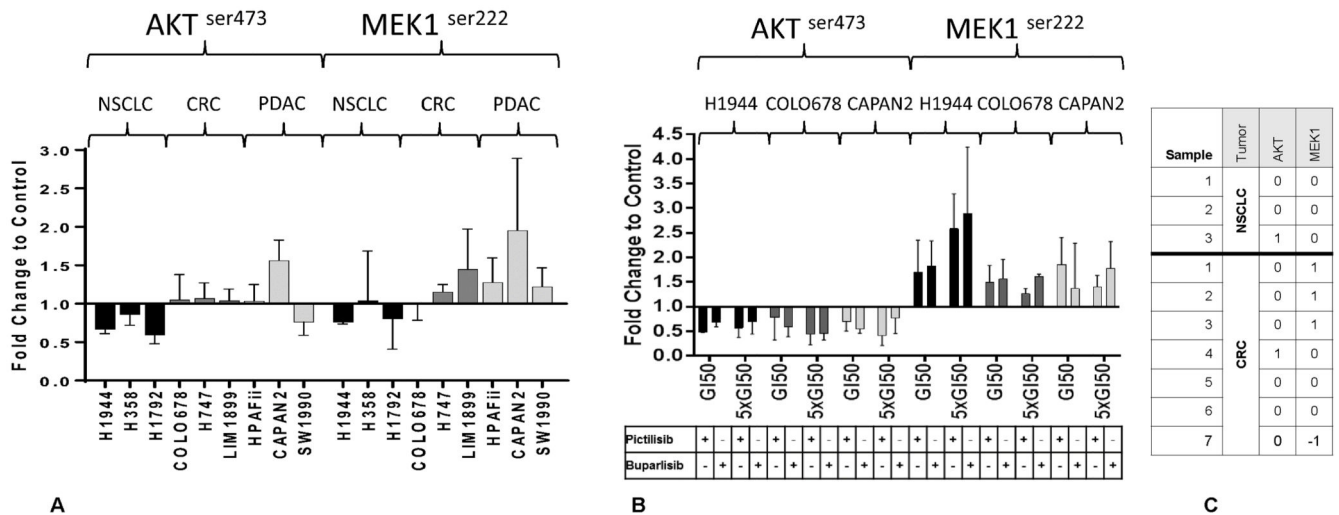 AKT ser473 MEK1 ser222
NSCLC CRC PDAC NSCLC CRC PDAC
Fold Change to Control
3.0
2.5
2.0
1.5
1.0
0.5
0.0
H1944 H358 H1792 COLO678 H747 LIM1899 HPAFii CAPAN2 SW1990 H1944 H358 H1792 COLO678 H747 LIM1899 HPAFii CAPAN2 SW1990
A
AKT ser473 MEK1 ser222
H1944 COLO678 CAPAN2 H1944 COLO678 CAPAN2
Fold Change to Control
4.5
4.0
3.5
3.0
2.5
2.0
1.5
1.0
0.5
0.0
GI50 5xGI50 GI50 5xGI50 GI50 5xGI50 GI50 5xGI50 GI50 5xGI50 GI50 5xGI50
Pictilisib + - + - + - + - + - + - + - + - + - + - + - + -
Buparlisib - + - + - + - + - + - + - + - + - + - + - + - +
B
Sample Tumor AKT MEK1
NSCLC
1 0 0
2 0 0
3 1 0
CRC
1 0 1
2 0 1
3 0 1
4 1 0
5 0 0
6 0 0
7 0 -1
C